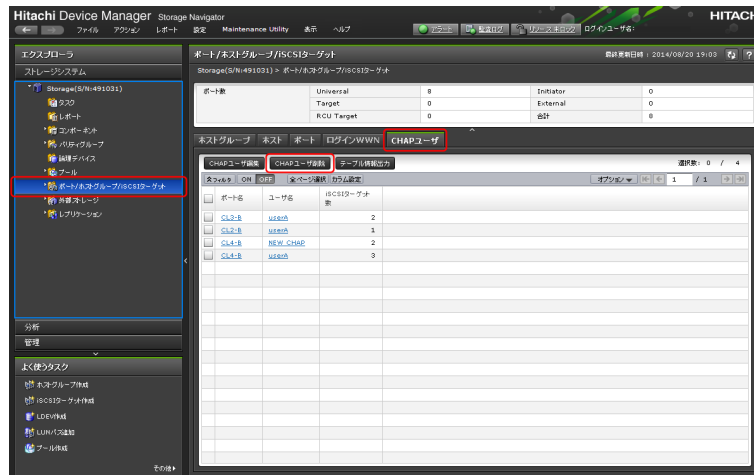 Hitachi Device Manager Storage Navigator
HITACHI
ファイル アクション レポート 設定 Maintenance Utility 表示 ヘルプ
アラート 監査ログ リソースロック ログインユーザ名:
エクスプローラ
ストレージシステム
Storage(S/N:491031)
タスク
レポート
コンポーネント
パリティグループ
論理デバイス
プール
ポート/ホストグループ/iSCSIターゲット
外部ストレージ
レプリケーション
分析
管理
よく使うタスク
ホストグループ作成
iSCSIターゲット作成
LDEV作成
LUNパス追加
プール作成
その他
ポート/ホストグループ/iSCSIターゲット
最終更新日時 : 2014/08/20 19:03
Storage(S/N:491031) > ポート/ホストグループ/iSCSIターゲット
ポート数 Universal 8 Initiator 0
Target 0 External 0
RCU Target 0 合計 8
ホストグループ ホスト ポート ログインWWN CHAPユーザ
CHAPユーザ編集 CHAPユーザ削除 テーブル情報出力 選択数: 0 / 4
フィルタ ON OFF 全ページ選択 カラム設定 オプション 1 / 1
ポート名 ユーザ名 iSCSIターゲット数
CL3-B userA 2
CL2-B userA 1
CL4-B NEW_CHAP 2
CL4-B userA 3